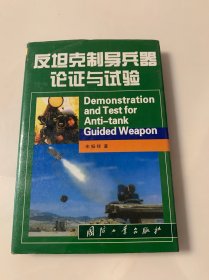 反坦克制导兵器
论证与试验
Demonstration
and Test for
Anti-tank
Guided Weapon
著
国防工业出版社